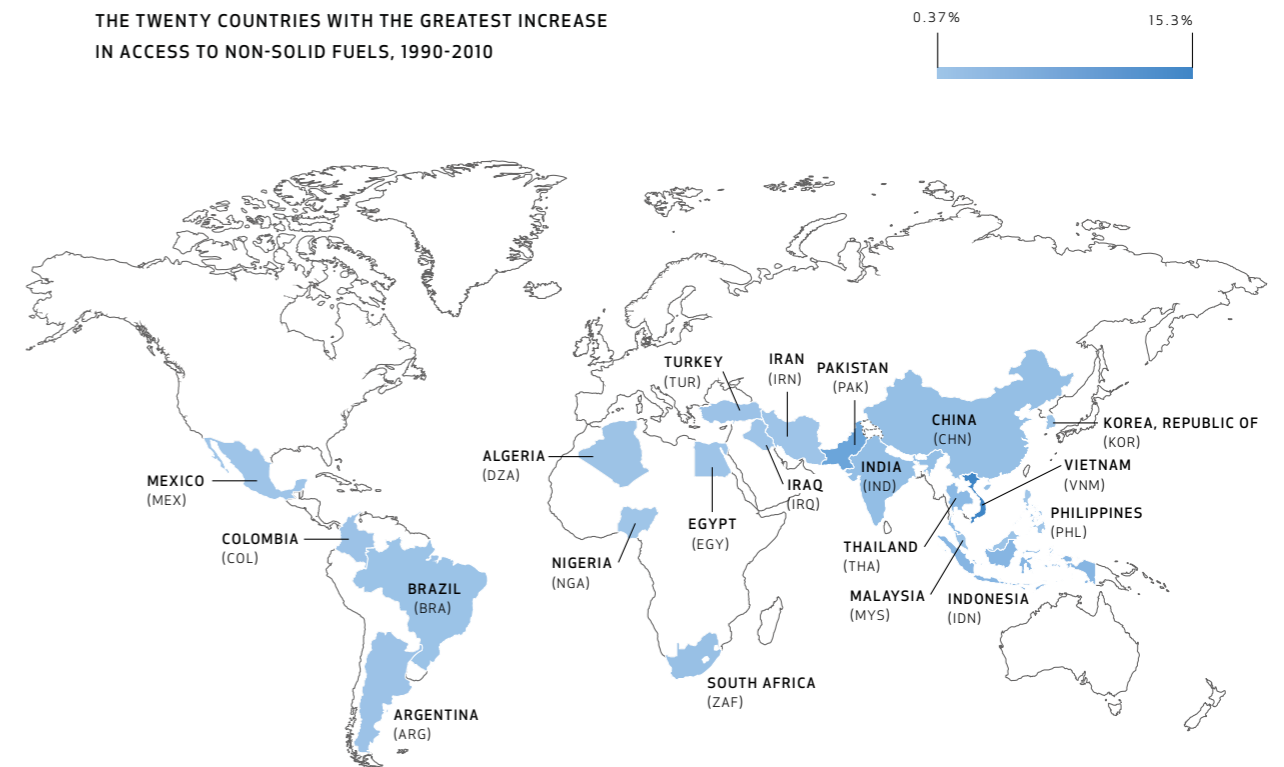 THE TWENTY COUNTRIES WITH THE GREATEST INCREASE
IN ACCESS TO NON-SOLID FUELS, 1990-2010
0.37%
15.3%
TURKEY
(TUR)
IRAN
(IRN)
PAKISTAN
(PAK)
CHINA
(CHN)
KOREA, REPUBLIC OF
(KOR)
ALGERIA
(DZA)
INDIA
(IND)
VIETNAM
(VNM)
MEXICO
(MEX)
IRAQ
(IRQ)
EGYPT
(EGY)
PHILIPPINES
(PHL)
COLOMBIA
(COL)
NIGERIA
(NGA)
THAILAND
(THA)
BRAZIL
(BRA)
MALAYSIA
(MYS)
INDONESIA
(IDN)
SOUTH AFRICA
(ZAF)
ARGENTINA
(ARG)